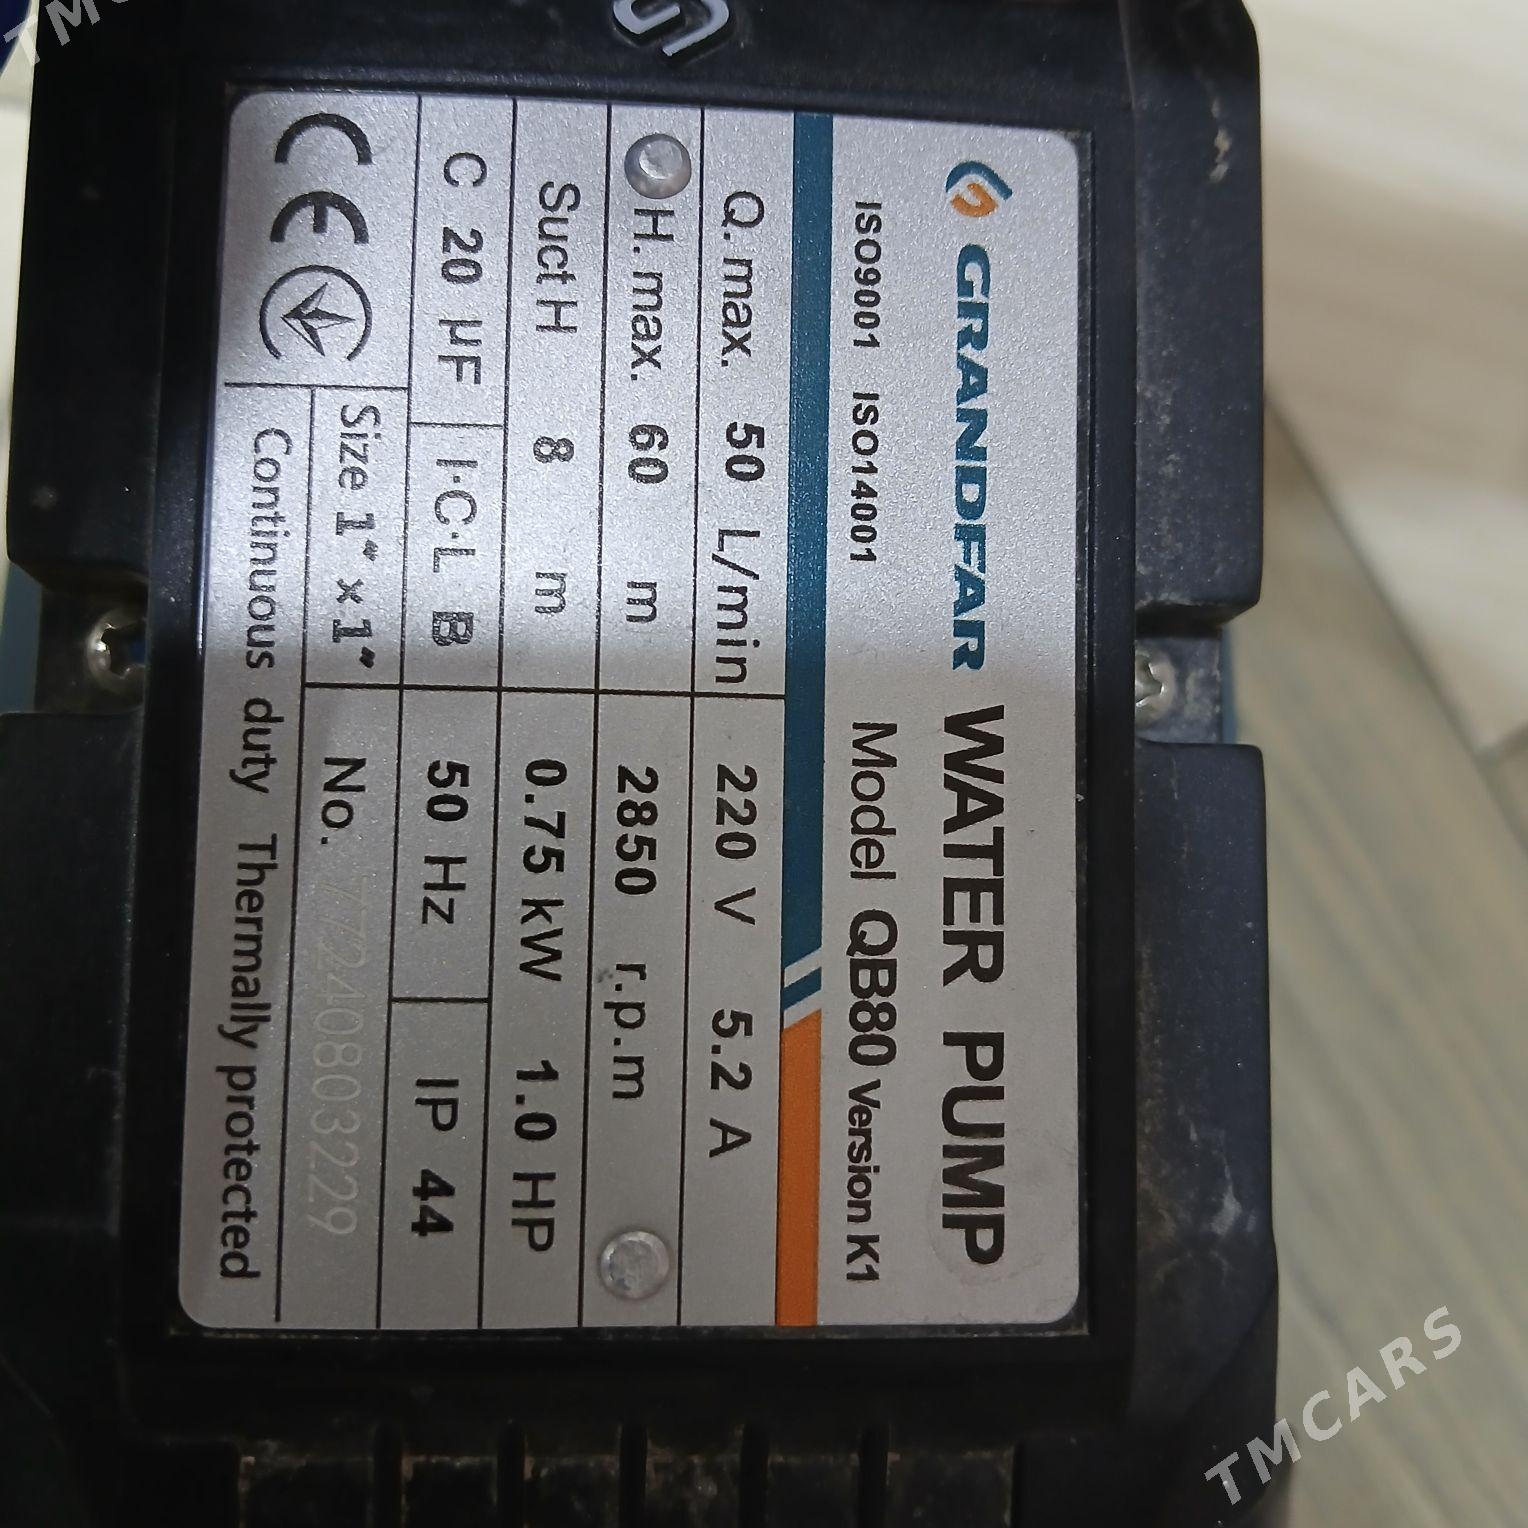 GRANDFAR WATER PUMP
ISO9001 ISO14001 Model QB80 Version K1
Q.max. 50 L/min 220 V 5.2 A
H.max. 60 m 2850 r.p.m
Suct H 8 m 0.75 kW 1.0 HP
C 20 µF I·C·L B 50 Hz IP 44
CE Size 1″ x 1″ No. 77240803229
Continuous duty Thermally protected
TMCARS